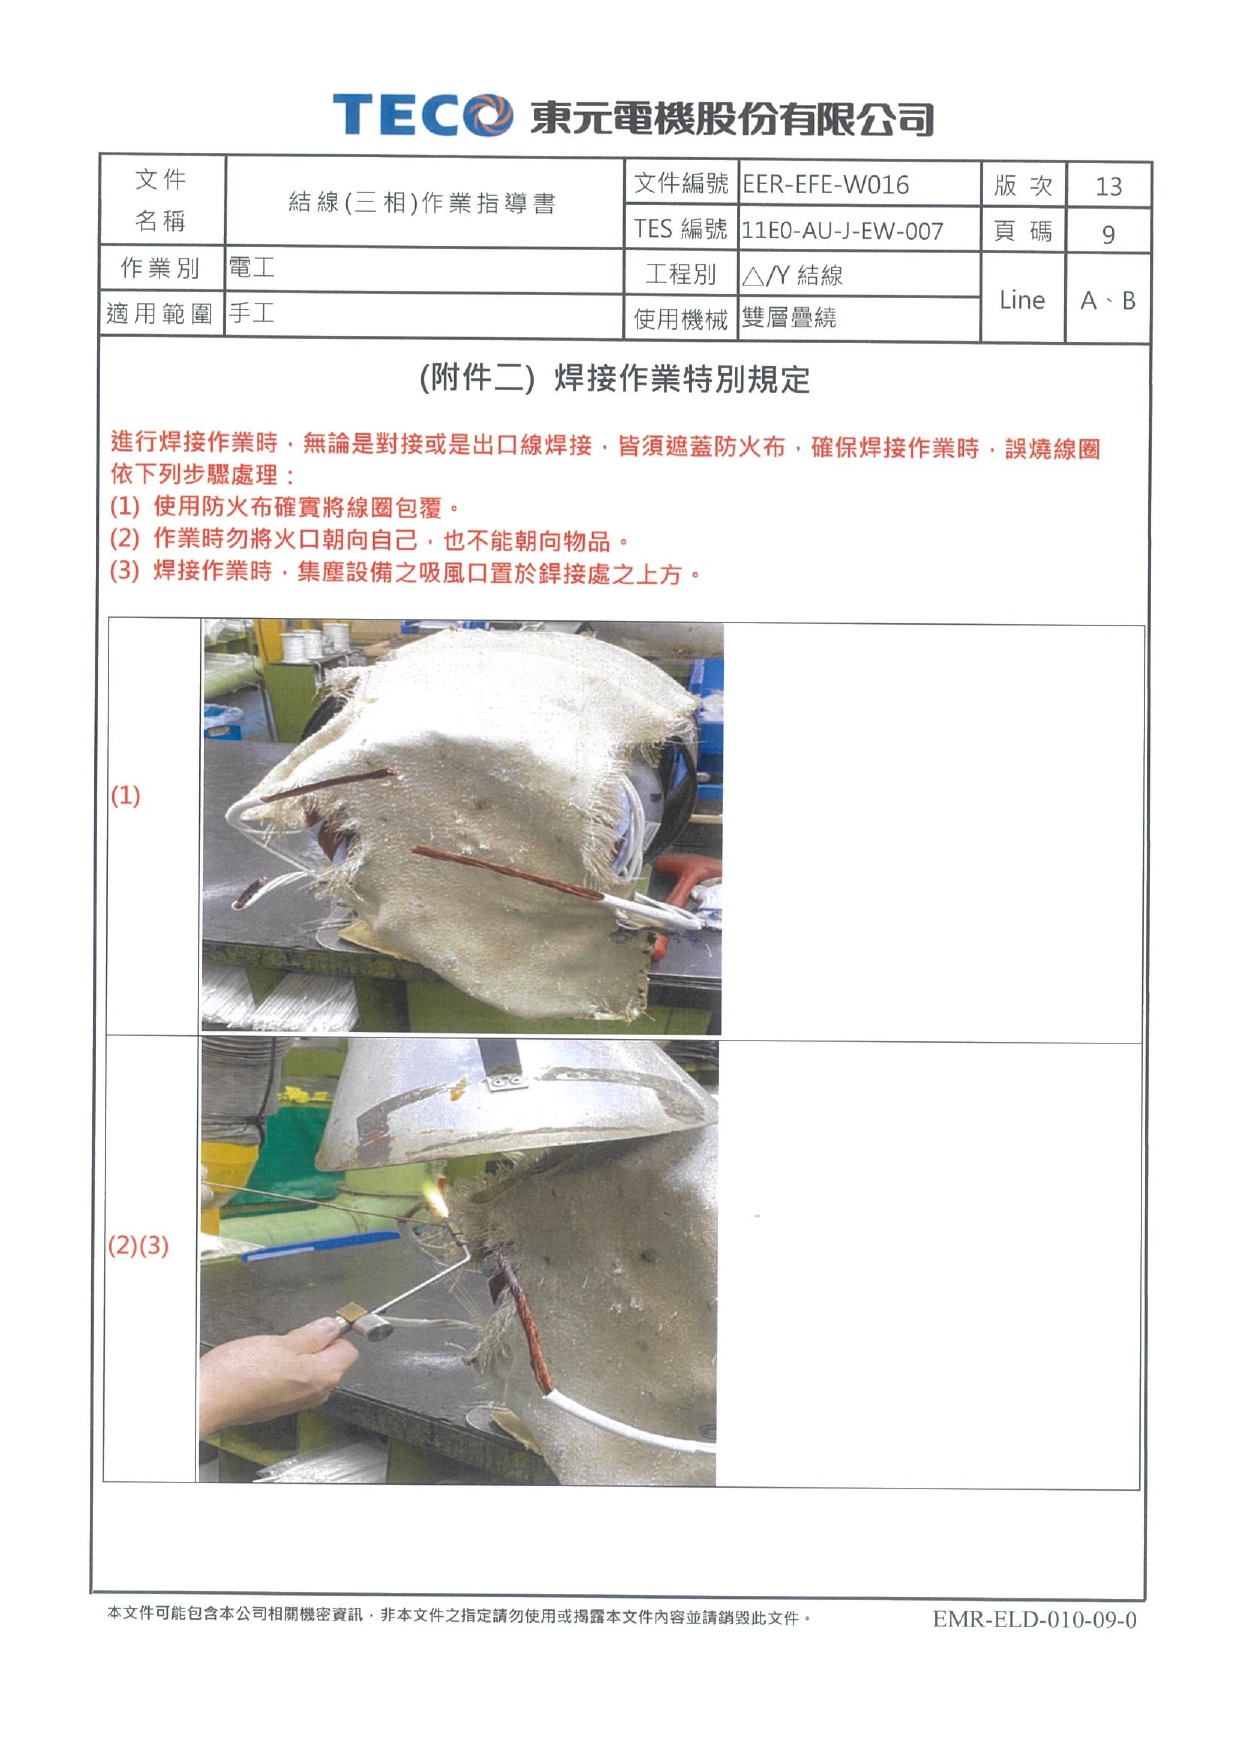 TECO 東元電機股份有限公司
文件名稱 結線(三相)作業指導書 文件編號 EER-EFE-W016 版次 13
TES 編號 11E0-AU-J-EW-007 頁碼 9
作業別 電工 工程別 △/Y 結線 Line A、B
適用範圍 手工 使用機械 雙層疊繞
(附件二) 焊接作業特別規定
進行焊接作業時，無論是對接或是出口線焊接，皆須遮蓋防火布，確保焊接作業時，誤燒線圈
依下列步驟處理：
(1) 使用防火布確實將線圈包覆。
(2) 作業時勿將火口朝向自己，也不能朝向物品。
(3) 焊接作業時，集塵設備之吸風口置於銲接處之上方。
(1)
(2)(3)
本文件可能包含本公司相關機密資訊，非本文件之指定請勿使用或揭露本文件內容並請銷毀此文件。
EMR-ELD-010-09-0